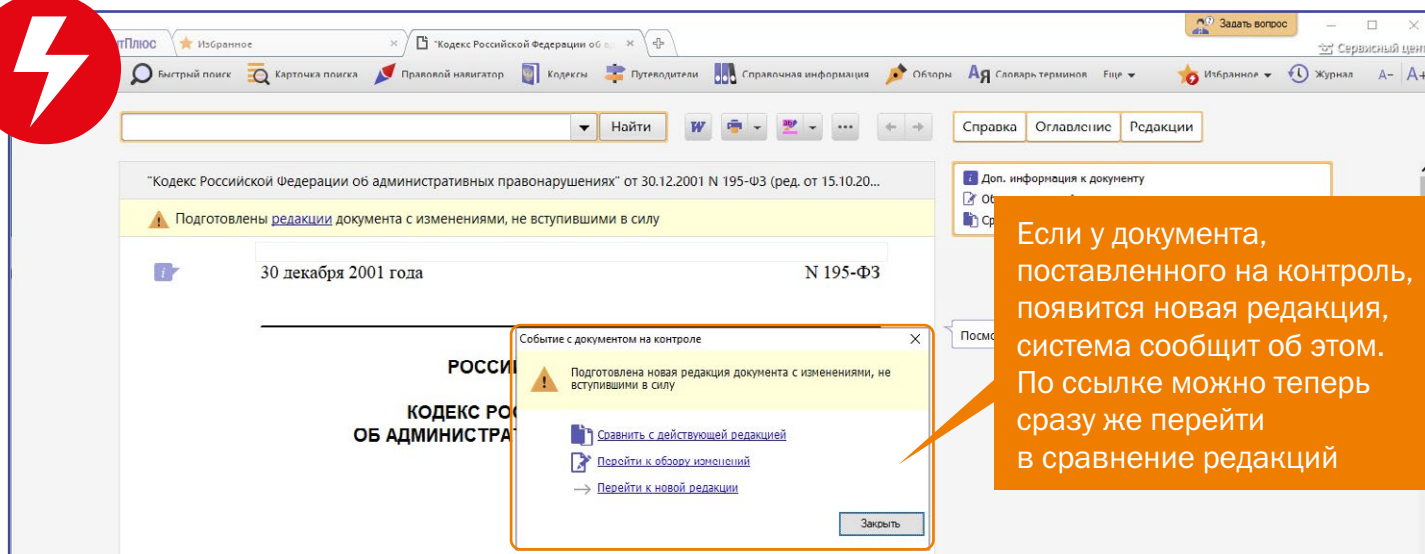 Задать вопрос
тПлюс
Избранное
"Кодекс Российской Федерации об
Сервисный цен
Быстрый поиск
Карточка поиска
Правовой навигатор
Кодексы
Путеводители
Справочная информация
Обзоры
Словарь терминов
Еще
Избранное
Журнал
A-
A+
Найти
W
...
Справка
Оглавление
Редакции
"Кодекс Российской Федерации об административных правонарушениях" от 30.12.2001 N 195-ФЗ (ред. от 15.10.20...
Подготовлены редакции документа с изменениями, не вступившими в силу
i Доп. информация к документу
Об
Ср
i
30 декабря 2001 года
N 195-ФЗ
РОССИ
КОДЕКС РОС
ОБ АДМИНИСТРА
Событие с документом на контроле
Подготовлена новая редакция документа с изменениями, не
вступившими в силу
Сравнить с действующей редакцией
Перейти к обзору изменений
Перейти к новой редакции
Закрыть
Посмо
Если у документа,
поставленного на контроль,
появится новая редакция,
система сообщит об этом.
По ссылке можно теперь
сразу же перейти
в сравнение редакций